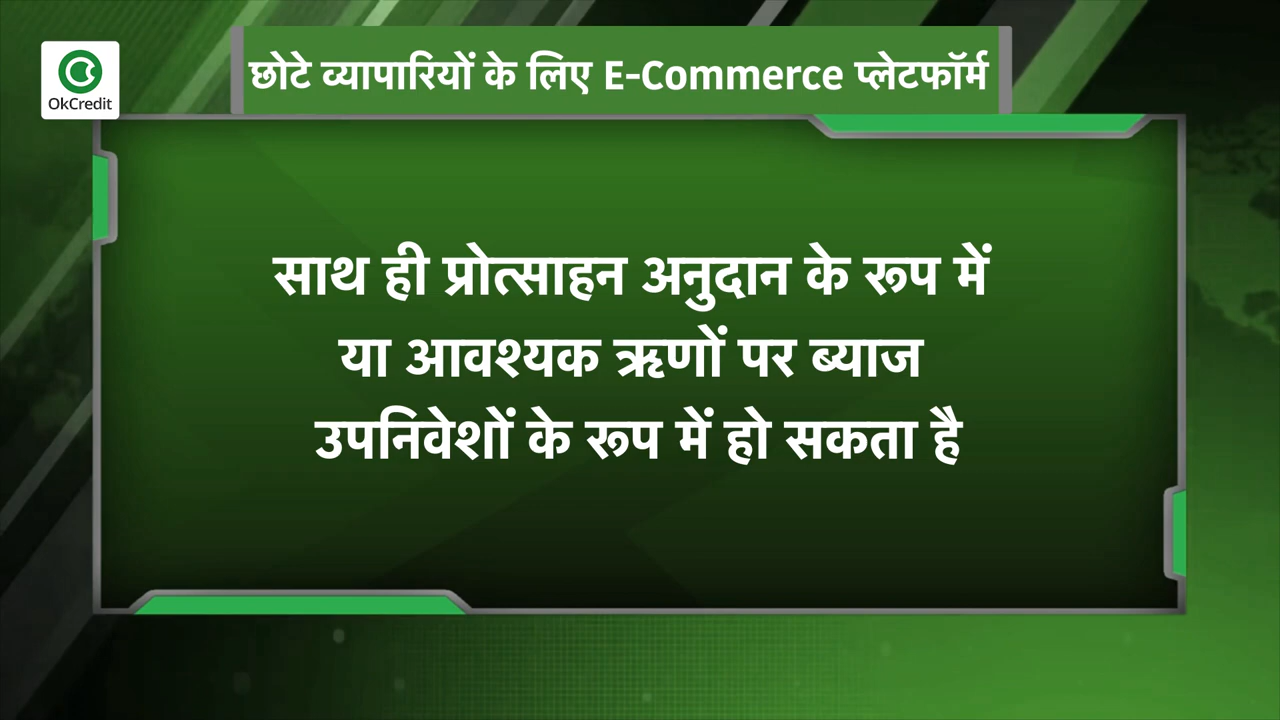 छोटे व्यापारियों के लिए E-Commerce प्लेटफॉर्म
OkCredit
साथ ही प्रोत्साहन अनुदान के रूप में
या आवश्यक ऋणों पर ब्याज
उपनिवेशों के रूप में हो सकता है